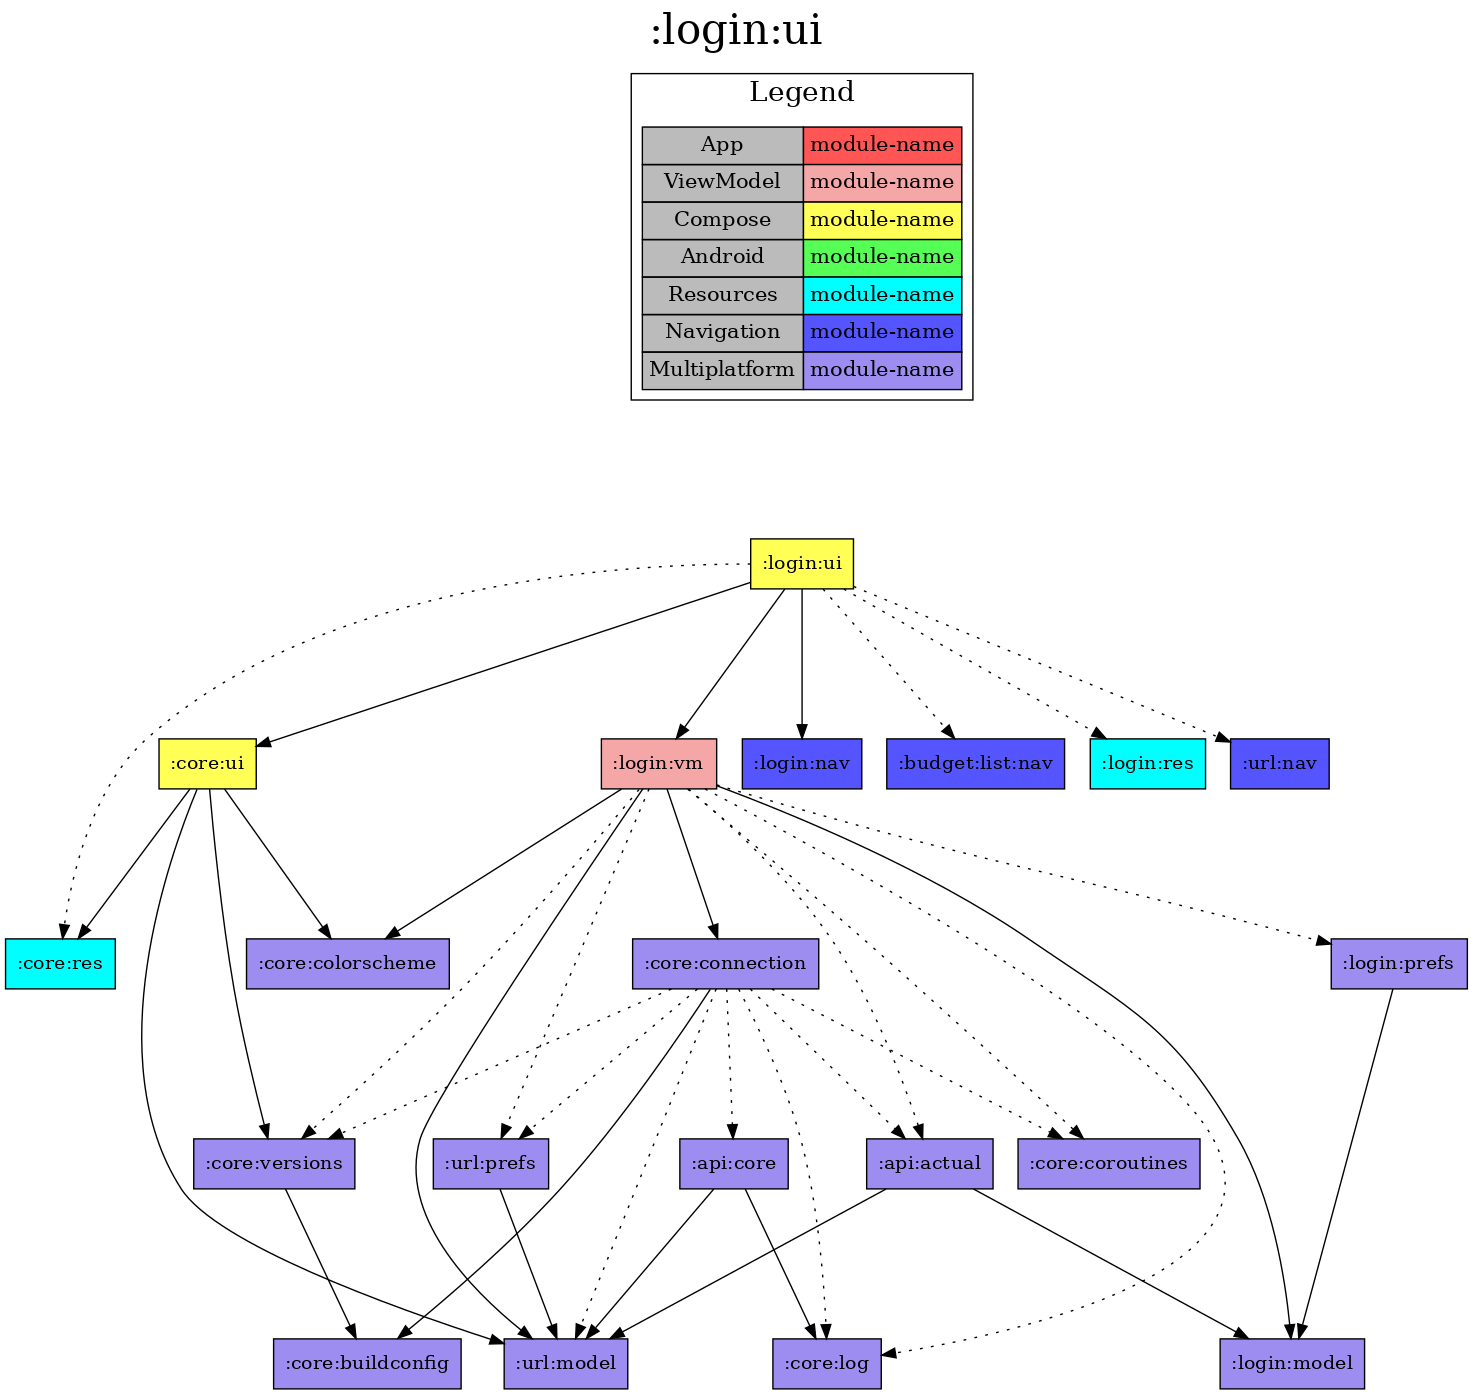 :login:ui
Legend
App module-name
ViewModel module-name
Compose module-name
Android module-name
Resources module-name
Navigation module-name
Multiplatform module-name
:login:ui
:core:ui
:login:vm
:login:nav
:budget:list:nav
:login:res
:url:nav
:core:res
:core:colorscheme
:core:connection
:login:prefs
:core:versions
:url:prefs
:api:core
:api:actual
:core:coroutines
:core:buildconfig
:url:model
:core:log
:login:model